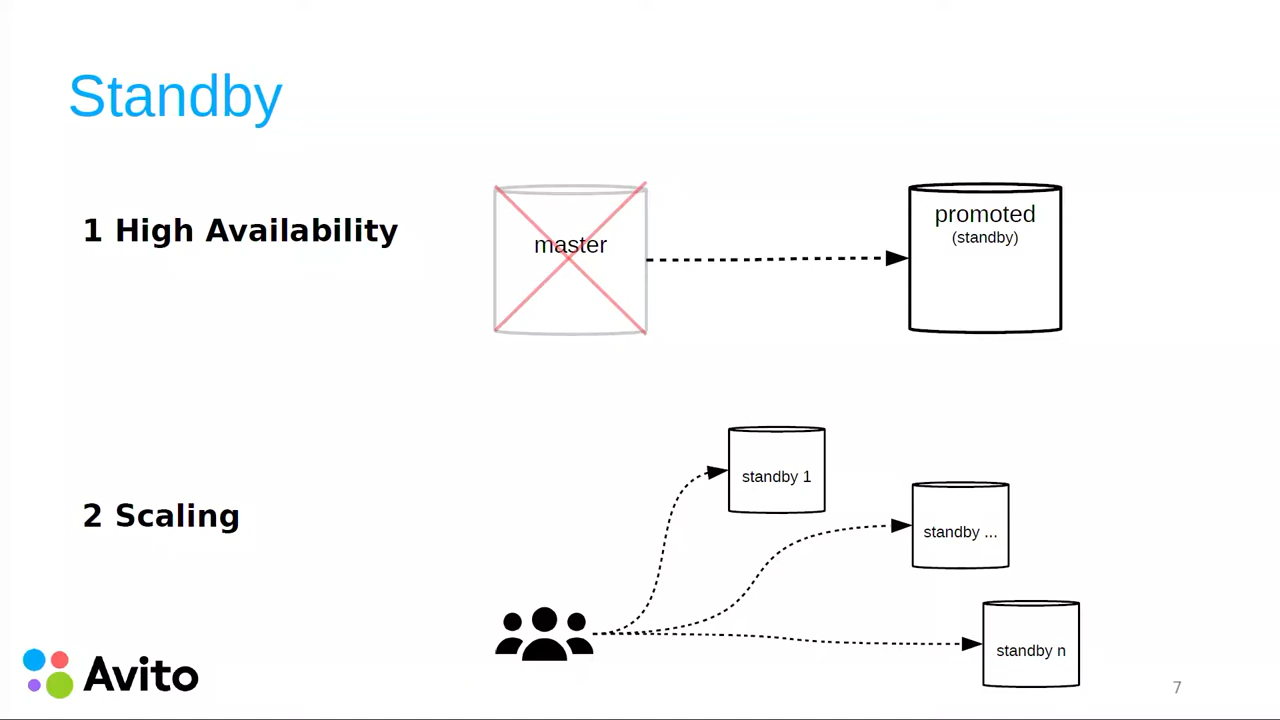 Standby
1 High Availability
master
promoted
(standby)
2 Scaling
standby 1
standby ...
standby n
Avito
7